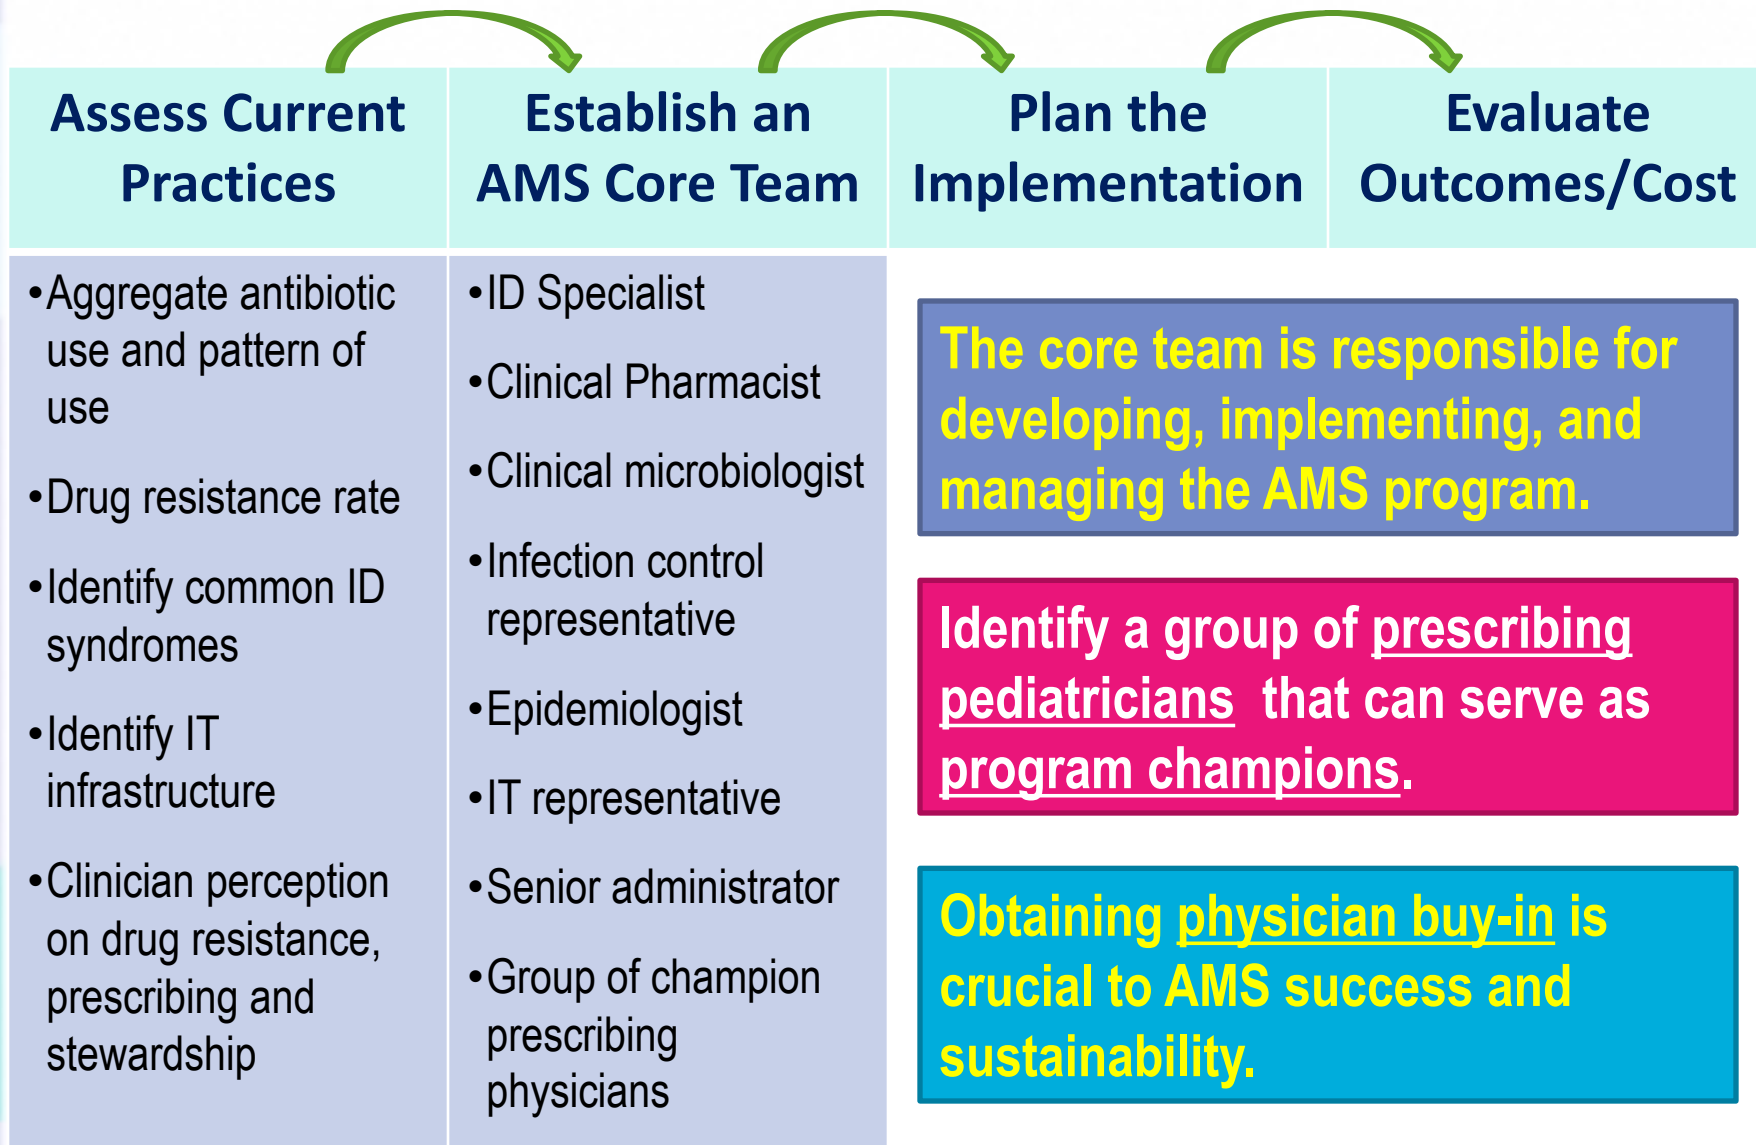 Assess Current
Practices
Establish an
AMS Core Team
Plan the
Implementation
Evaluate
Outcomes/Cost
•Aggregate antibiotic
use and pattern of
use
•Drug resistance rate
•Identify common ID
syndromes
•Identify IT
infrastructure
•Clinician perception
on drug resistance,
prescribing and
stewardship
•ID Specialist
•Clinical Pharmacist
•Clinical microbiologist
•Infection control
representative
•Epidemiologist
•IT representative
•Senior administrator
•Group of champion
prescribing
physicians
The core team is responsible for
developing, implementing, and
managing the AMS program.
Identify a group of prescribing
pediatricians that can serve as
program champions.
Obtaining physician buy-in is
crucial to AMS success and
sustainability.